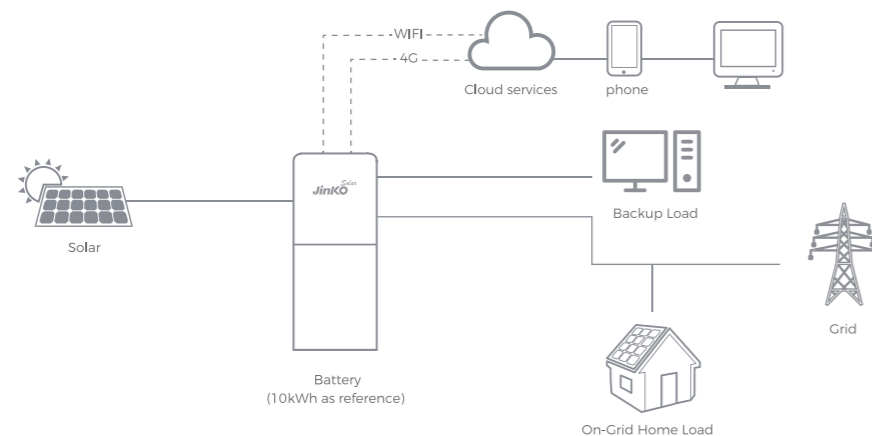 WIFI
4G
Cloud services
phone
Solar
JinKO
Backup Load
Solar
Grid
Battery
(10kWh as reference)
On-Grid Home Load